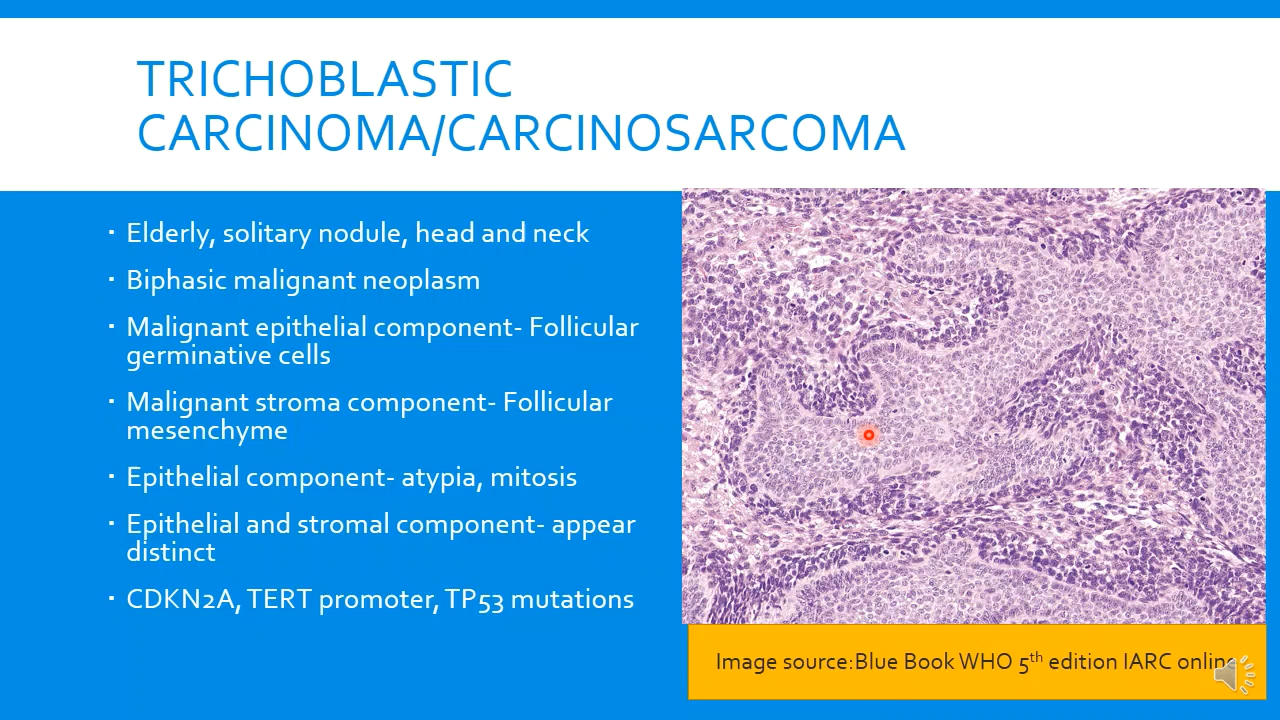 TRICHOBLASTIC
CARCINOMA/CARCINOSARCOMA
▪ Elderly, solitary nodule, head and neck
▪ Biphasic malignant neoplasm
▪ Malignant epithelial component- Follicular
germinative cells
▪ Malignant stroma component- Follicular
mesenchyme
▪ Epithelial component- atypia, mitosis
▪ Epithelial and stromal component- appear
distinct
▪ CDKN2A, TERT promoter, TP53 mutations
Image source:Blue Book WHO 5th edition IARC online